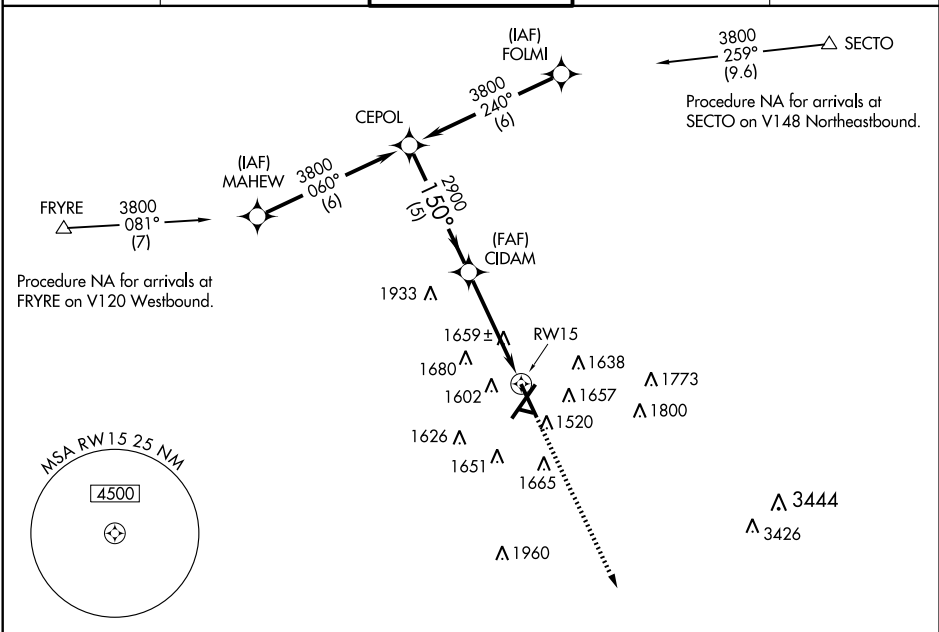 (IAF)
FOLMI
3800
259°
(9.6)
SECTO
Procedure NA for arrivals at
SECTO on V148 Northeastbound.
3800
240°
(6)
CEPOL
(IAF)
MAHEW
3800
060°
(6)
FRYRE
3800
081°
(7)
Procedure NA for arrivals at
FRYRE on V120 Westbound.
2900
150°
(5)
(FAF)
CIDAM
1933
1659±
RW15
1680
1638
1602
1773
1657
1800
1520
1626
1651
1665
MSA RW15 25 NM
4500
3444
3426
1960